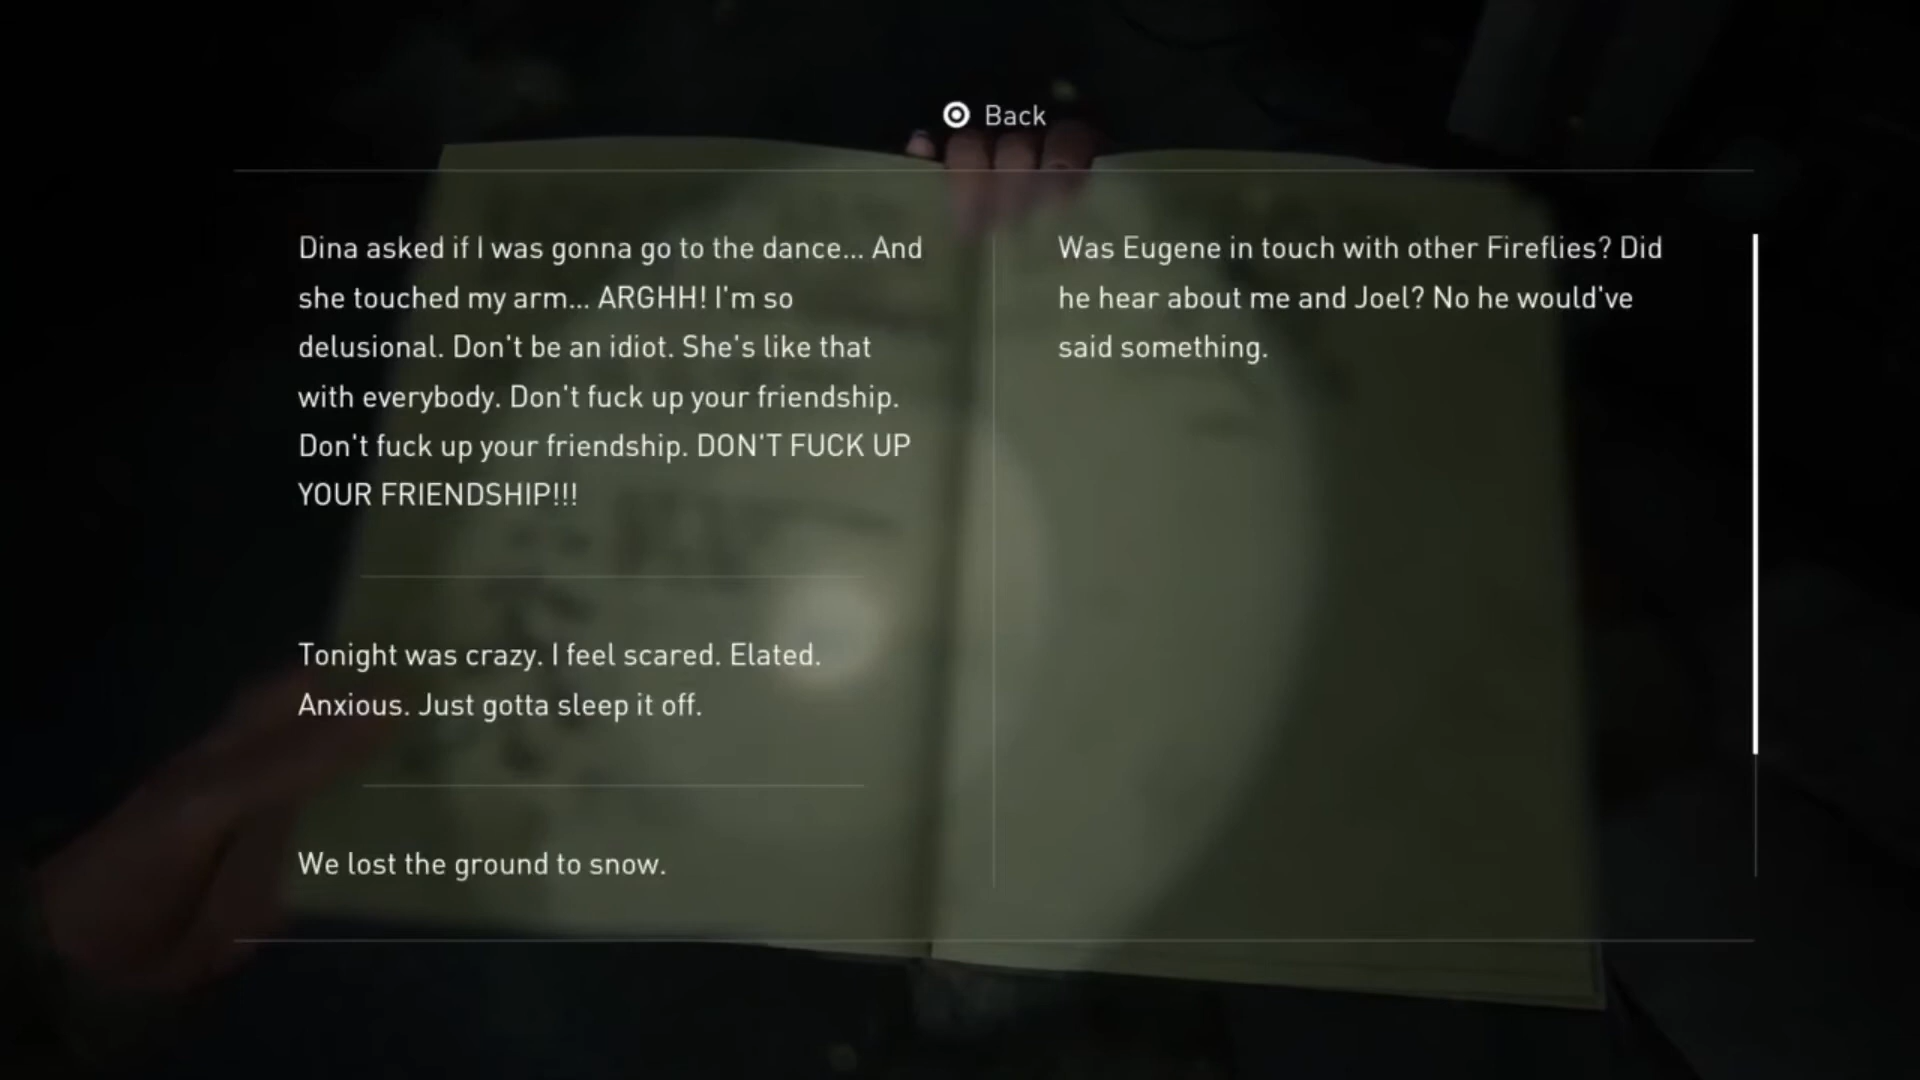 Back
Dina asked if I was gonna go to the dance... And
she touched my arm... ARGHH! I'm so
delusional. Don't be an idiot. She's like that
with everybody. Don't fuck up your friendship.
Don't fuck up your friendship. DON'T FUCK UP
YOUR FRIENDSHIP!!!
Tonight was crazy. I feel scared. Elated.
Anxious. Just gotta sleep it off.
We lost the ground to snow.
Was Eugene in touch with other Fireflies? Did
he hear about me and Joel? No he would've
said something.